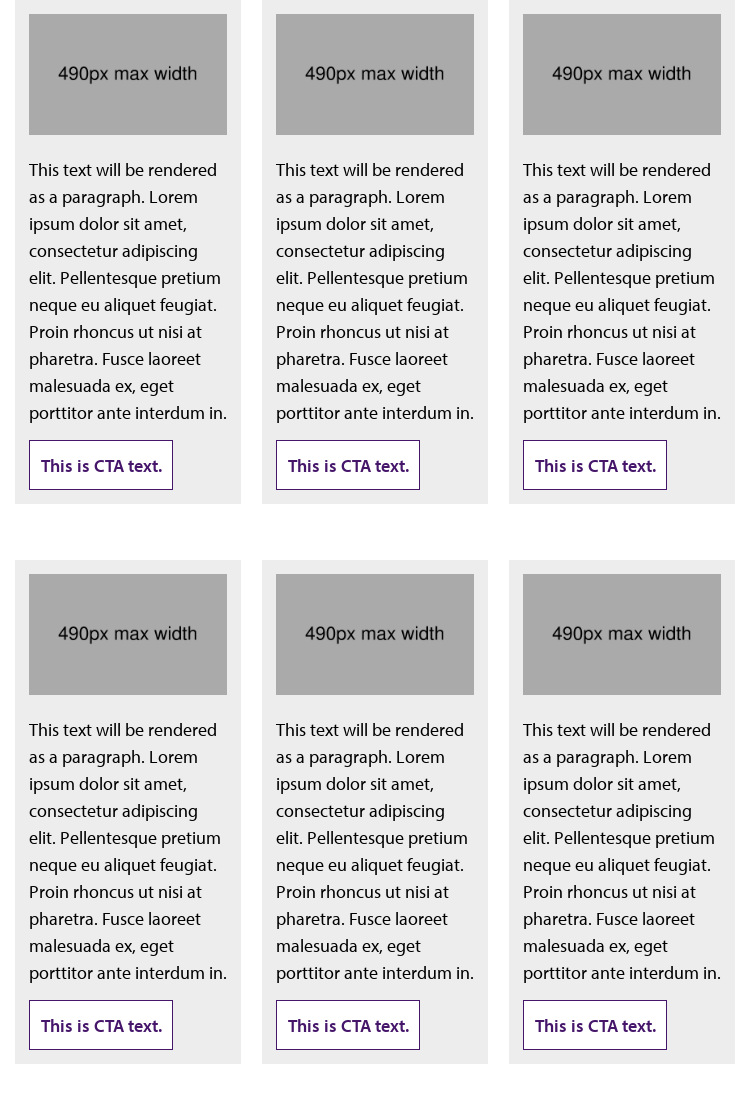 490px max width
This text will be rendered
as a paragraph. Lorem
ipsum dolor sit amet,
consectetur adipiscing
elit. Pellentesque pretium
neque eu aliquet feugiat.
Proin rhoncus ut nisi at
pharetra. Fusce laoreet
malesuada ex, eget
porttitor ante interdum in.
This is CTA text.
490px max width
This text will be rendered
as a paragraph. Lorem
ipsum dolor sit amet,
consectetur adipiscing
elit. Pellentesque pretium
neque eu aliquet feugiat.
Proin rhoncus ut nisi at
pharetra. Fusce laoreet
malesuada ex, eget
porttitor ante interdum in.
This is CTA text.
490px max width
This text will be rendered
as a paragraph. Lorem
ipsum dolor sit amet,
consectetur adipiscing
elit. Pellentesque pretium
neque eu aliquet feugiat.
Proin rhoncus ut nisi at
pharetra. Fusce laoreet
malesuada ex, eget
porttitor ante interdum in.
This is CTA text.
490px max width
This text will be rendered
as a paragraph. Lorem
ipsum dolor sit amet,
consectetur adipiscing
elit. Pellentesque pretium
neque eu aliquet feugiat.
Proin rhoncus ut nisi at
pharetra. Fusce laoreet
malesuada ex, eget
porttitor ante interdum in.
This is CTA text.
490px max width
This text will be rendered
as a paragraph. Lorem
ipsum dolor sit amet,
consectetur adipiscing
elit. Pellentesque pretium
neque eu aliquet feugiat.
Proin rhoncus ut nisi at
pharetra. Fusce laoreet
malesuada ex, eget
porttitor ante interdum in.
This is CTA text.
490px max width
This text will be rendered
as a paragraph. Lorem
ipsum dolor sit amet,
consectetur adipiscing
elit. Pellentesque pretium
neque eu aliquet feugiat.
Proin rhoncus ut nisi at
pharetra. Fusce laoreet
malesuada ex, eget
porttitor ante interdum in.
This is CTA text.